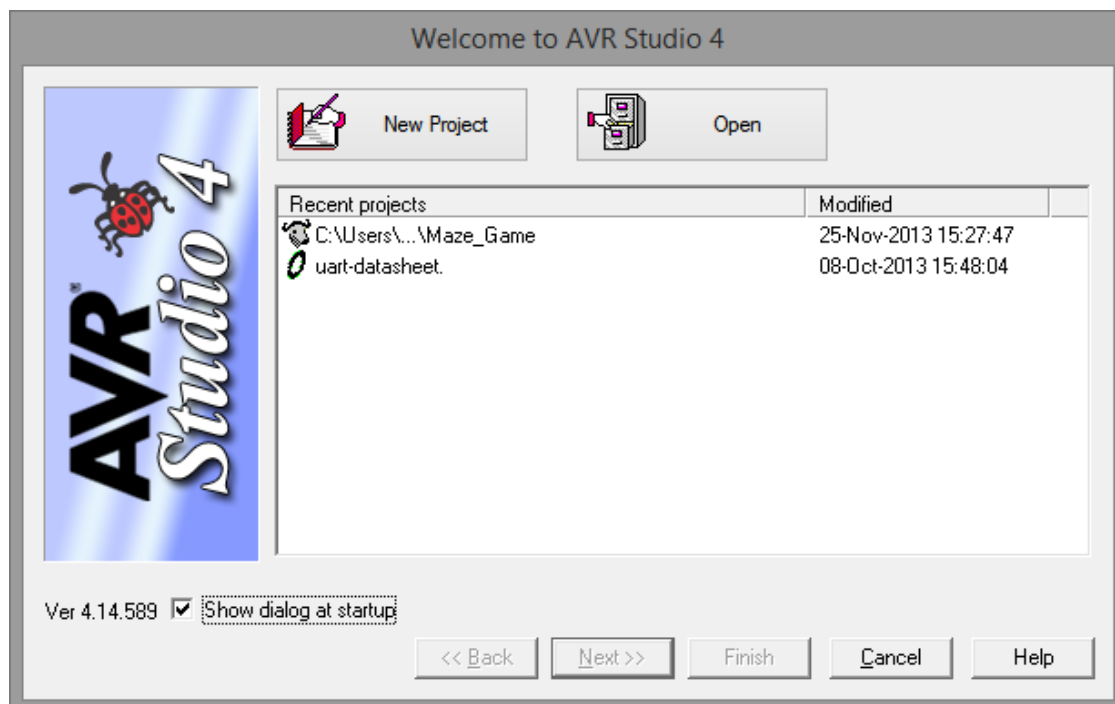 Welcome to AVR Studio 4
AVR®
Studio 4
New Project
Open
Recent projects Modified
C:\Users\...\Maze_Game 25-Nov-2013 15:27:47
uart-datasheet. 08-Oct-2013 15:48:04
Ver 4.14.589 Show dialog at startup
<< Back Next >> Finish Cancel Help